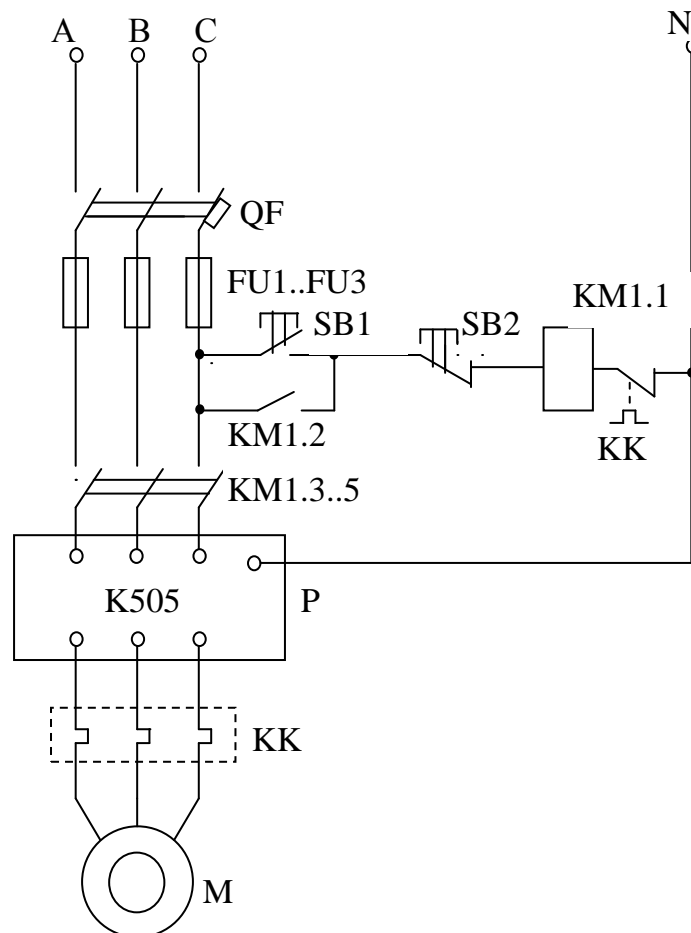 A B C N
QF
FU1..FU3 KM1.1
SB1 SB2
KM1.2 KK
KM1.3..5
K505 P
KK
M